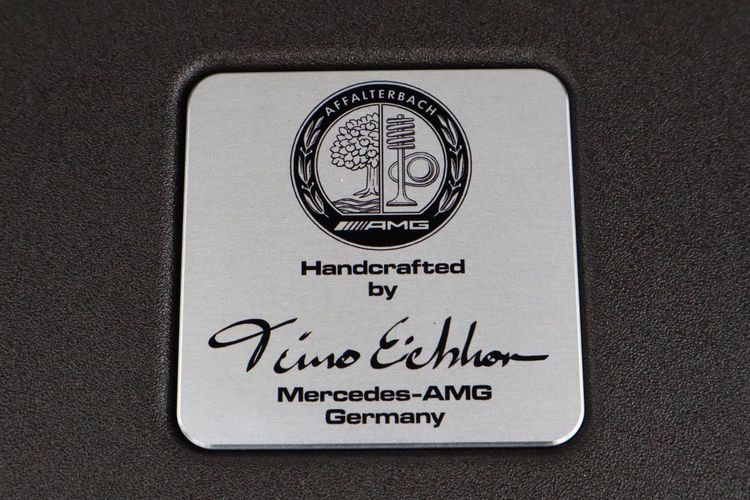 AFFALTERBACH
AMG
Handcrafted
by
Timo Eichhorn
Mercedes-AMG
Germany